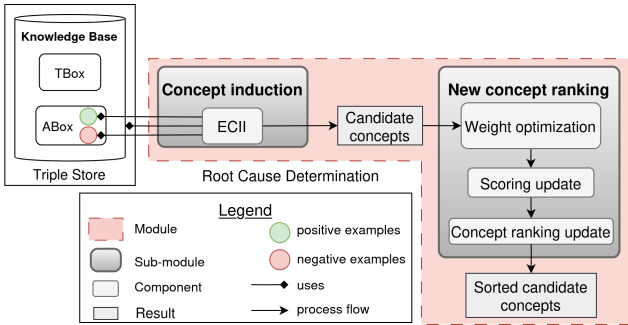 Knowledge Base
TBox
ABox
Triple Store
Concept induction
ECII
Candidate
concepts
Root Cause Determination
New concept ranking
Weight optimization
Scoring update
Concept ranking update
Sorted candidate
concepts
Legend
Module
Sub-module
Component
Result
positive examples
negative examples
uses
process flow